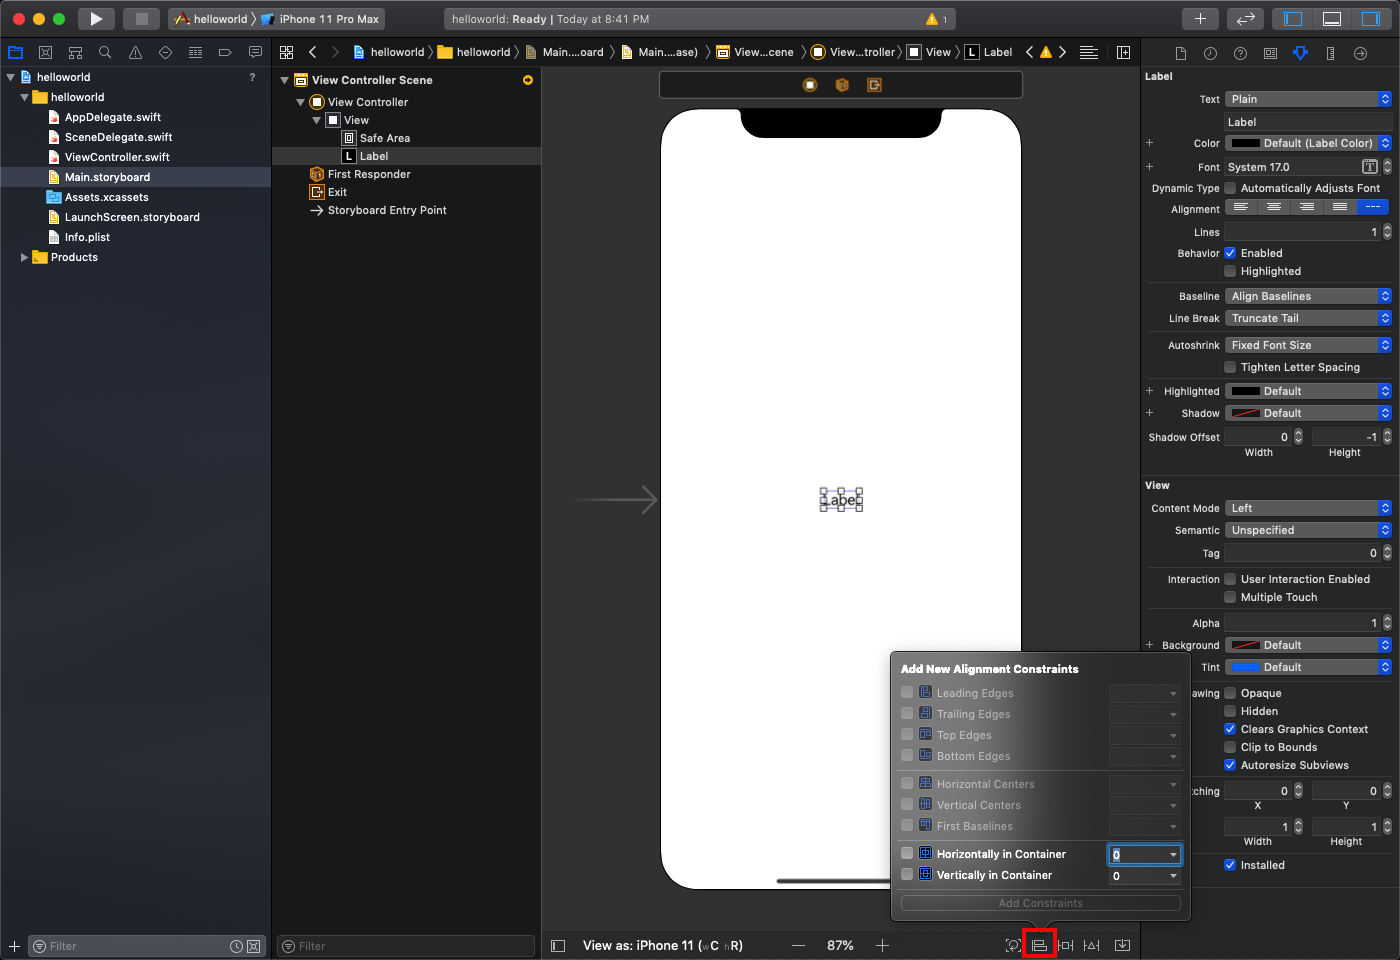 helloworld
iPhone 11 Pro Max
helloworld: Ready | Today at 8:41 PM
1
helloworld
helloworld
Main....oard
Main....ase)
View...cene
View...troller
View
Label
helloworld
?
helloworld
AppDelegate.swift
SceneDelegate.swift
ViewController.swift
Main.storyboard
Assets.xcassets
LaunchScreen.storyboard
Info.plist
Products
Filter
View Controller Scene
View Controller
View
Safe Area
L Label
First Responder
Exit
Storyboard Entry Point
Filter
Label
Add New Alignment Constraints
Leading Edges
Trailing Edges
Top Edges
Bottom Edges
Horizontal Centers
Vertical Centers
First Baselines
Horizontally in Container 0
Vertically in Container 0
Add Constraints
View as: iPhone 11 (wC hR)
87%
Label
Text Plain
Label
Color Default (Label Color)
Font System 17.0 T
Dynamic Type Automatically Adjusts Font
Alignment
Lines 1
Behavior Enabled
Highlighted
Baseline Align Baselines
Line Break Truncate Tail
Autoshrink Fixed Font Size
Tighten Letter Spacing
Highlighted Default
Shadow Default
Shadow Offset 0 -1
Width Height
View
Content Mode Left
Semantic Unspecified
Tag 0
Interaction User Interaction Enabled
Multiple Touch
Alpha 1
Background Default
Tint Default
awing Opaque
Hidden
Clears Graphics Context
Clip to Bounds
Autoresize Subviews
tching 0 0
X Y
1 1
Width Height
Installed